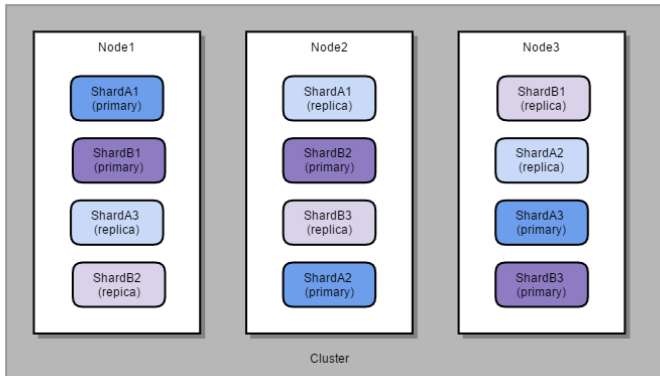 Node1
ShardA1
(primary)
ShardB1
(primary)
ShardA3
(replica)
ShardB2
(repica)
Node2
ShardA1
(replica)
ShardB2
(primary)
ShardB3
(replica)
ShardA2
(primary)
Node3
ShardB1
(replica)
ShardA2
(replica)
ShardA3
(primary)
ShardB3
(primary)
Cluster